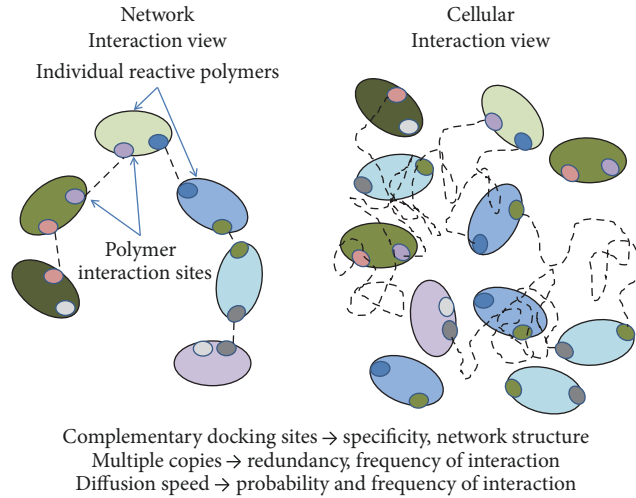 Network
Interaction view
Cellular
Interaction view
Individual reactive polymers
Polymer
interaction sites
Complementary docking sites → specificity, network structure
Multiple copies → redundancy, frequency of interaction
Diffusion speed → probability and frequency of interaction